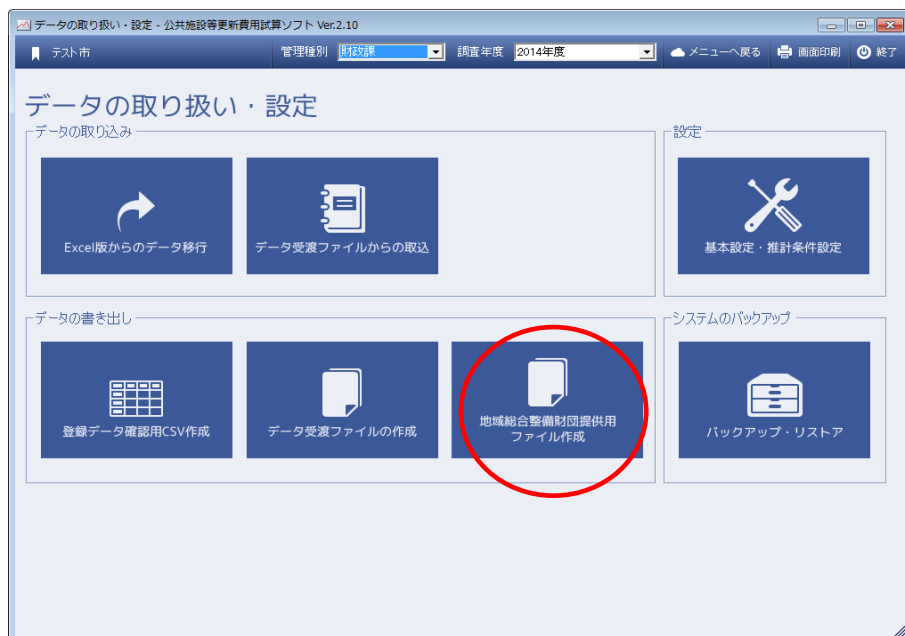 データの取り扱い・設定 - 公共施設等更新費用試算ソフト Ver.2.10
テスト市 管理種別 財政課 調査年度 2014年度 メニューへ戻る 画面印刷 終了
データの取り扱い・設定
データの取り込み
設定
Excel版からのデータ移行
データ受渡ファイルからの取込
基本設定・推計条件設定
データの書き出し
システムのバックアップ
登録データ確認用CSV作成
データ受渡ファイルの作成
地域総合整備財団提供用
ファイル作成
バックアップ・リストア